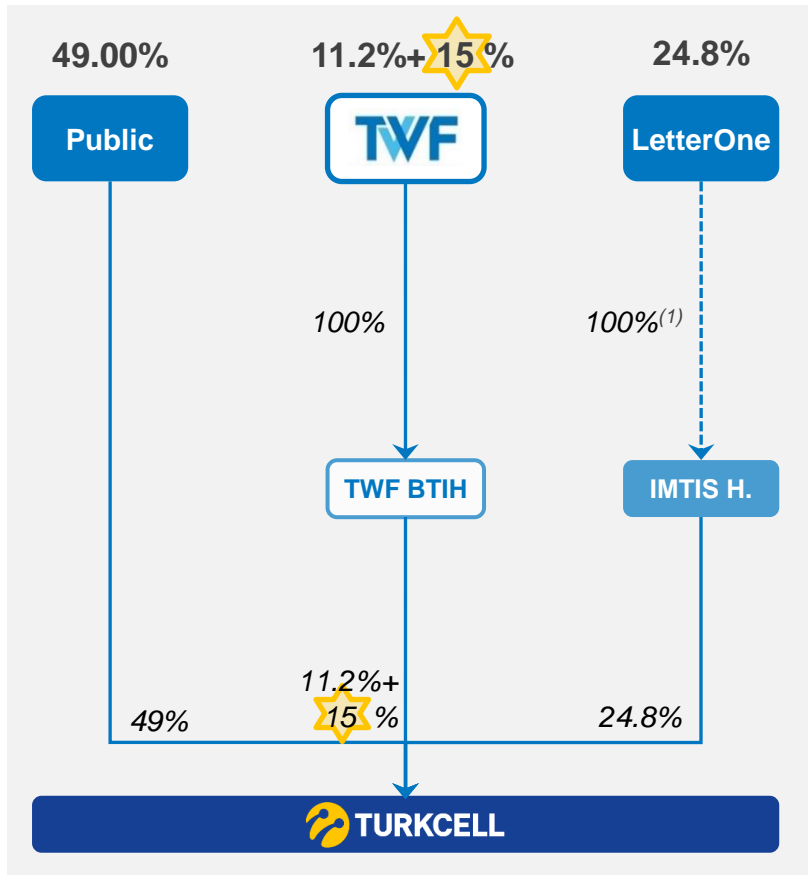 49.00%
11.2%+ 15 %
24.8%
Public
TWF
LetterOne
100%
100%(1)
TWF BTIH
IMTIS H.
11.2%+
15 %
49%
24.8%
TURKCELL